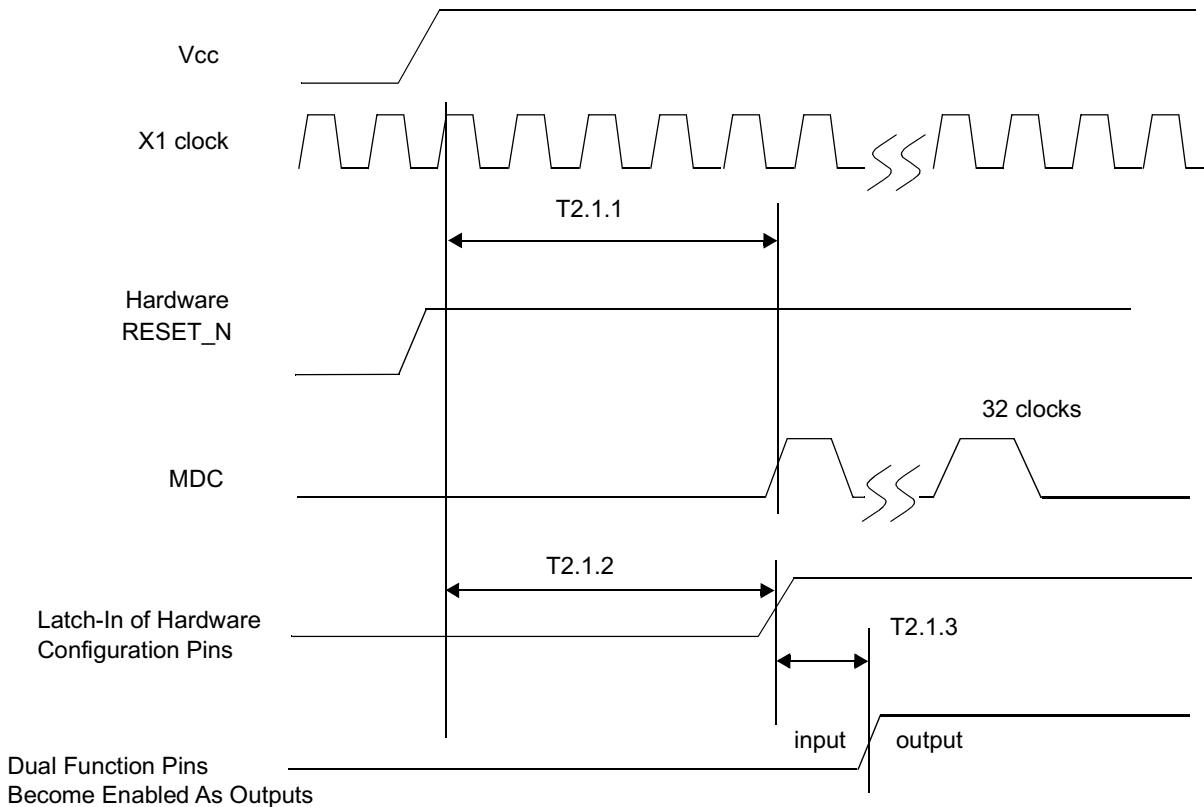 Vcc
X1 clock
T2.1.1
Hardware
RESET_N
32 clocks
MDC
T2.1.2
Latch-In of Hardware
Configuration Pins
T2.1.3
input
output
Dual Function Pins
Become Enabled As Outputs